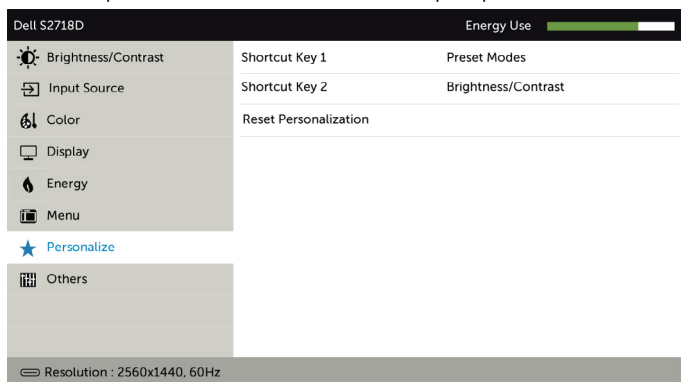 Dell S2718D Energy Use
Brightness/Contrast Shortcut Key 1 Preset Modes
Input Source Shortcut Key 2 Brightness/Contrast
Color Reset Personalization
Display
Energy
Menu
Personalize
Others
Resolution : 2560x1440, 60Hz